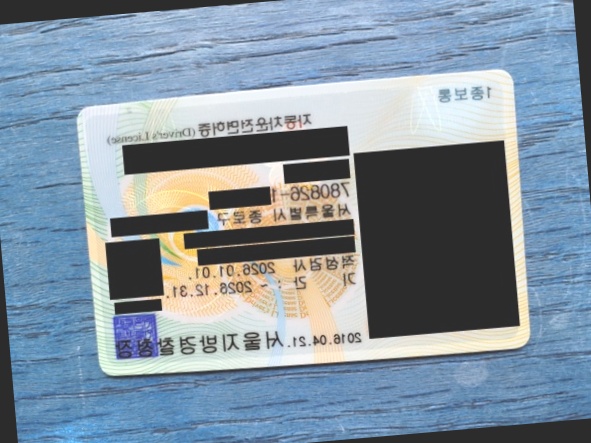 1종보통
자동차운전면허증 (Driver's License)
780826-1
서울특별시 종로구
적성검사 2026.01.01.
기 간 ~ 2026.12.31.
2016.04.21. 서울지방경찰청장